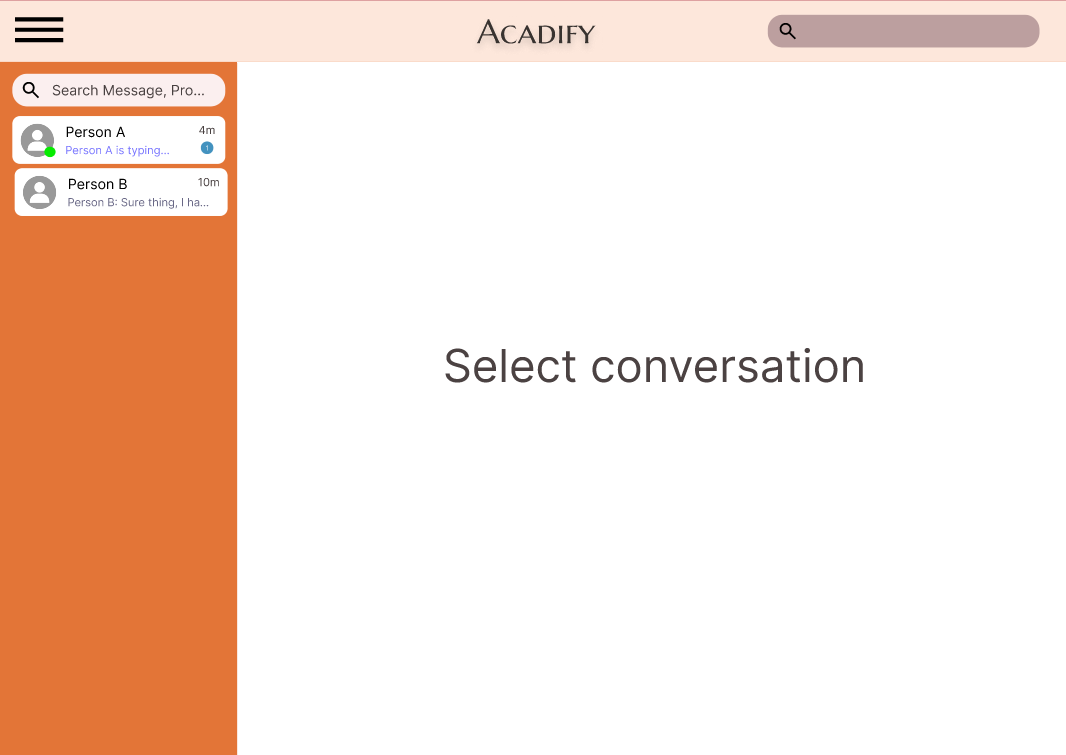 Acadify
Search Message, Pro...
Person A
4m
Person A is typing...
1
Person B
10m
Person B: Sure thing, I ha...
Select conversation